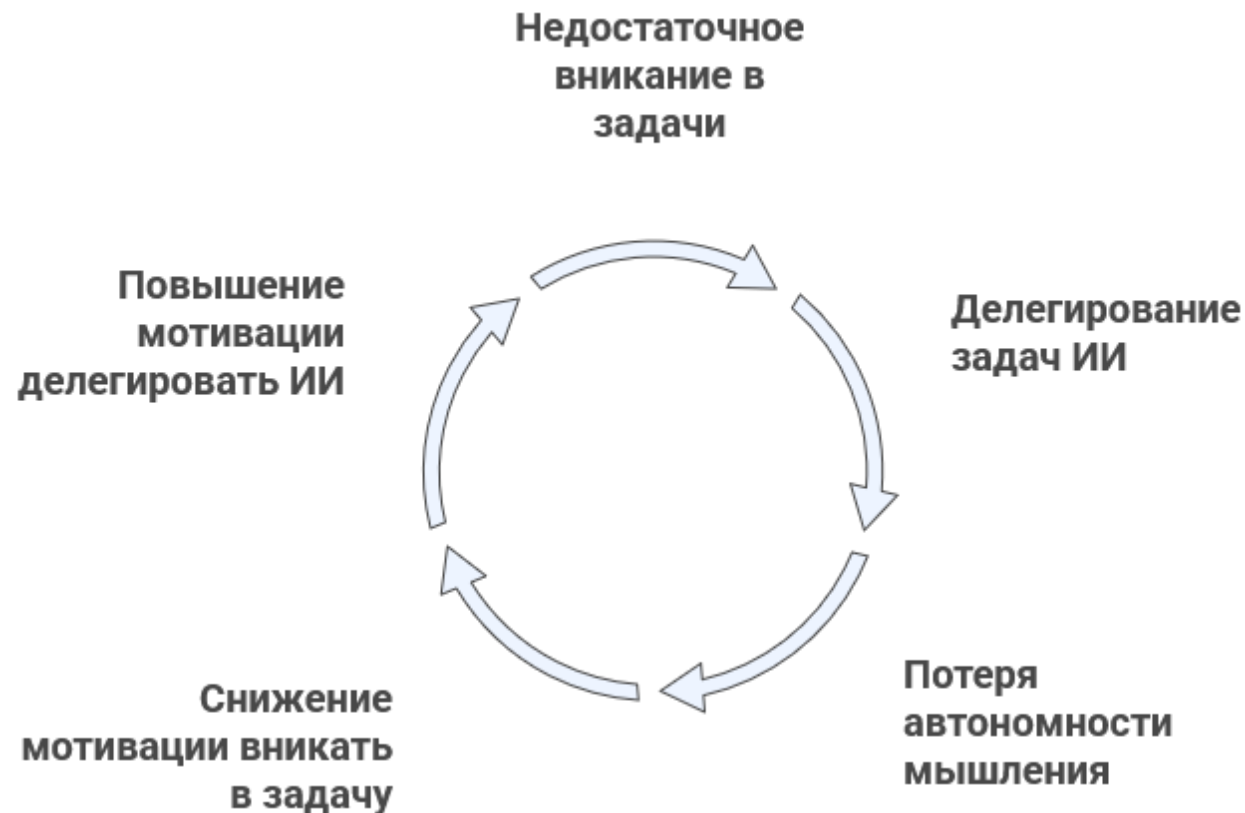 Недостаточное
вникание в
задачи
Делегирование
задач ИИ
Потеря
автономности
мышления
Снижение
мотивации вникать
в задачу
Повышение
мотивации
делегировать ИИ